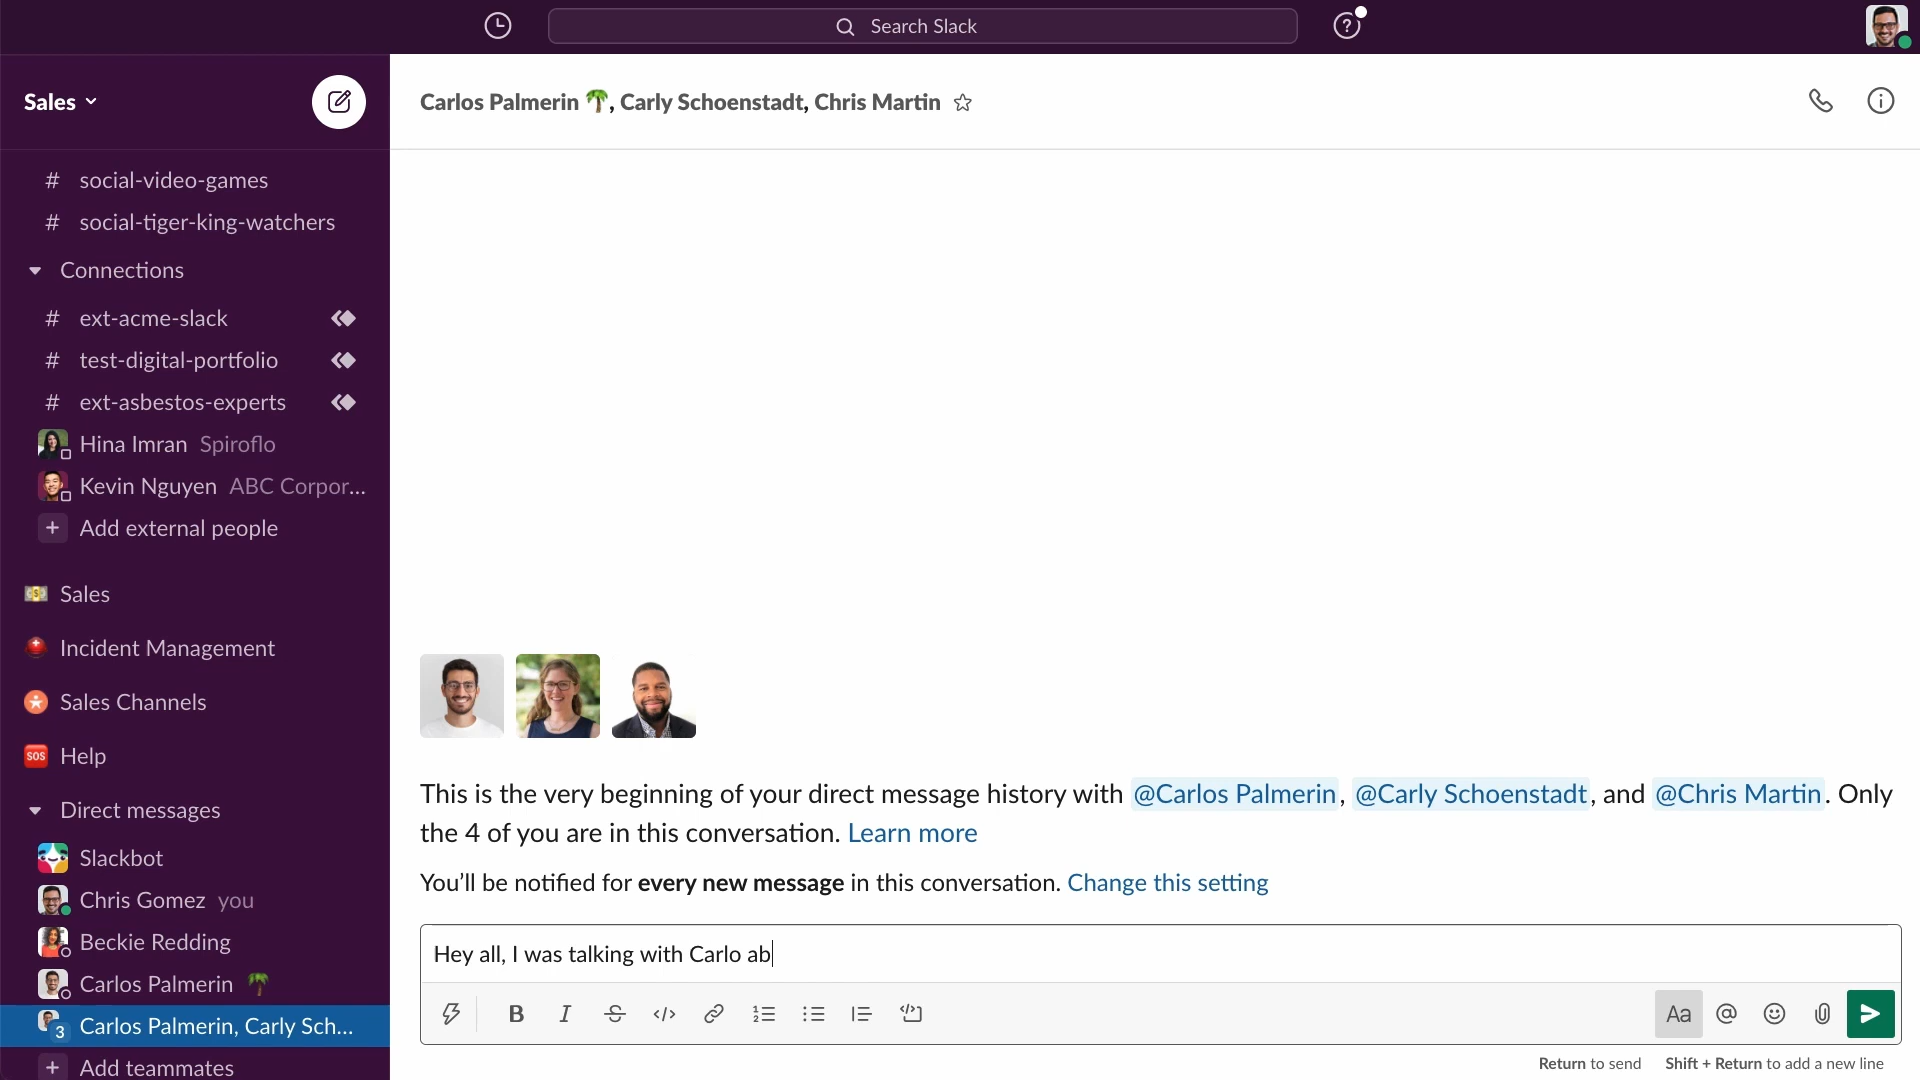 Search Slack
Sales
Carlos Palmerin 🌴, Carly Schoenstadt, Chris Martin
# social-video-games
# social-tiger-king-watchers
Connections
# ext-acme-slack
# test-digital-portfolio
# ext-asbestos-experts
Hina Imran Spiroflo
Kevin Nguyen ABC Corpor...
+ Add external people
Sales
Incident Management
Sales Channels
SOS Help
Direct messages
Slackbot
Chris Gomez you
Beckie Redding
Carlos Palmerin 🌴
3 Carlos Palmerin, Carly Sch...
+ Add teammates
This is the very beginning of your direct message history with @Carlos Palmerin, @Carly Schoenstadt, and @Chris Martin. Only
the 4 of you are in this conversation. Learn more
You’ll be notified for every new message in this conversation. Change this setting
Hey all, I was talking with Carlo ab
B I S </> Aa @
Return to send Shift + Return to add a new line